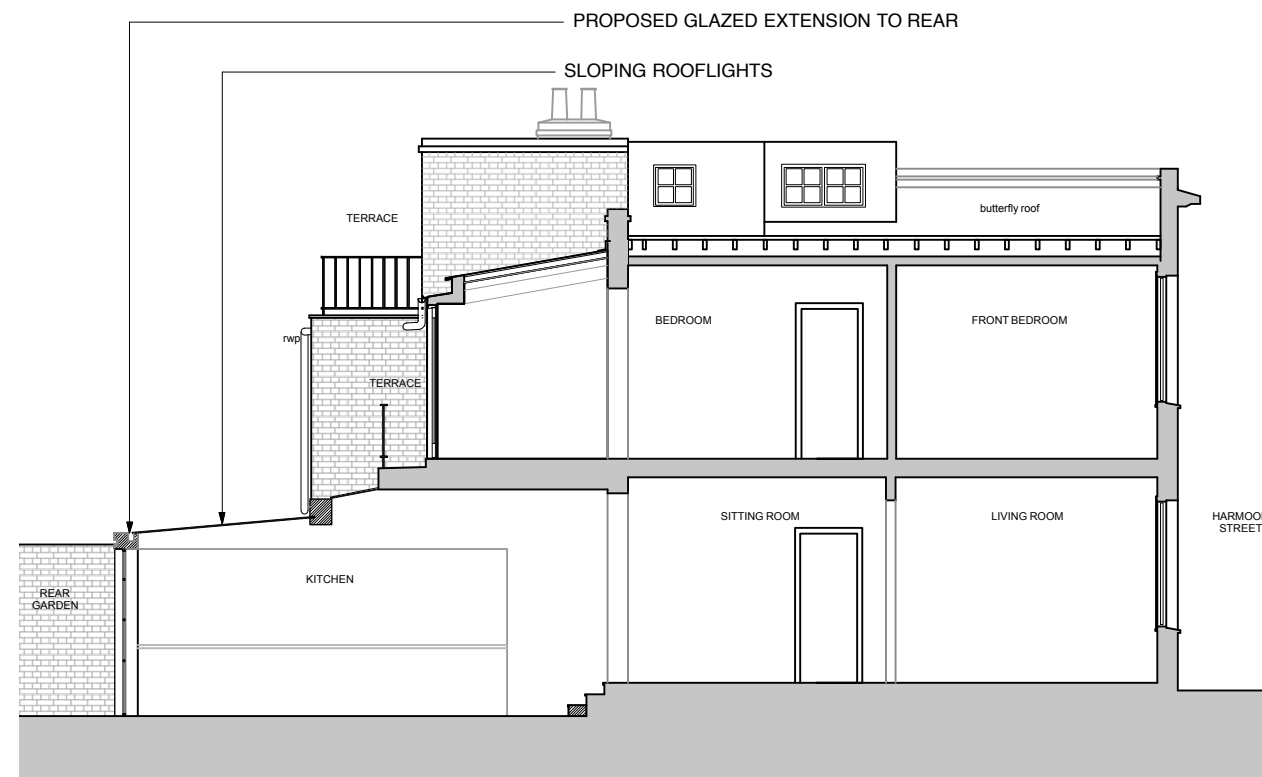 PROPOSED GLAZED EXTENSION TO REAR
SLOPING ROOFLIGHTS
butterfly roof
TERRACE
BEDROOM
FRONT BEDROOM
rwp
TERRACE
SITTING ROOM
LIVING ROOM
STREET
KITCHEN
REAR
GARDEN